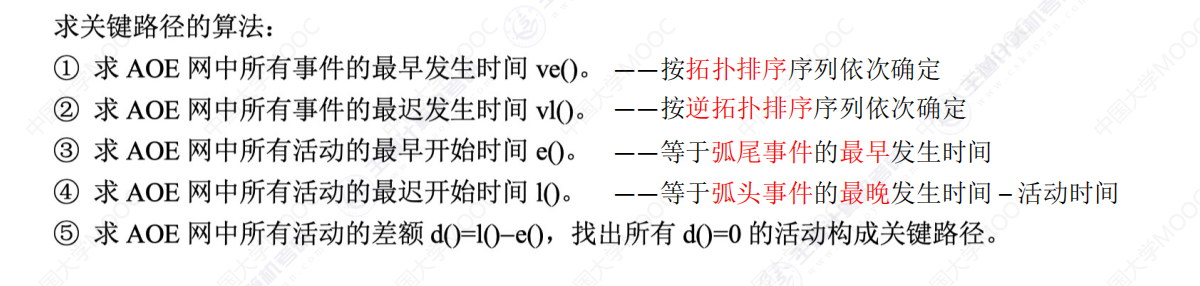 求关键路径的算法：
① 求 AOE 网中所有事件的最早发生时间 ve()。 ——按拓扑排序序列依次确定
② 求 AOE 网中所有事件的最迟发生时间 vl()。 ——按逆拓扑排序序列依次确定
③ 求 AOE 网中所有活动的最早开始时间 e()。 ——等于弧尾事件的最早发生时间
④ 求 AOE 网中所有活动的最迟开始时间 l()。 ——等于弧头事件的最晚发生时间 – 活动时间
⑤ 求 AOE 网中所有活动的差额 d()=l()–e()，找出所有 d()=0 的活动构成关键路径。